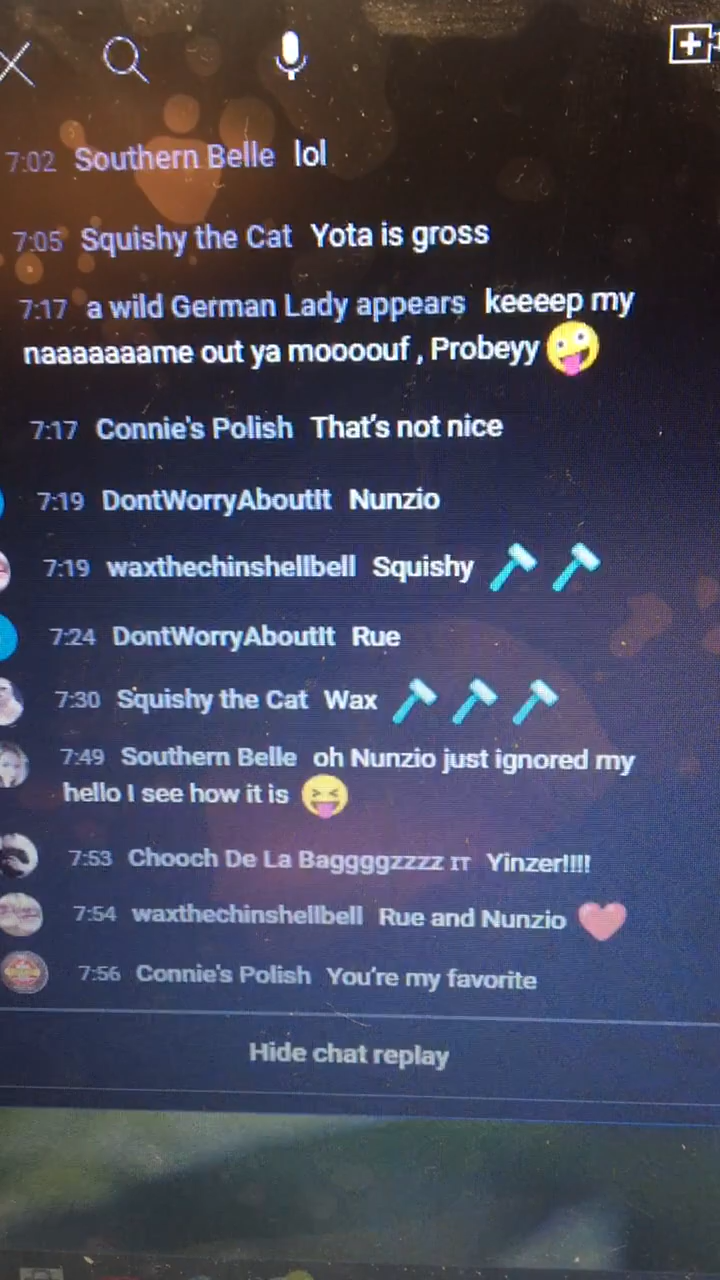 7:02 Southern Belle lol
7:05 Squishy the Cat Yota is gross
7:17 a wild German Lady appears keeeep my
naaaaaaame out ya moooouf , Probeyy 🤪
7:17 Connie's Polish That's not nice
7:19 DontWorryAboutIt Nunzio
7:19 waxthechinshellbell Squishy
7:24 DontWorryAboutIt Rue
7:30 Squishy the Cat Wax
7:49 Southern Belle oh Nunzio just ignored my
hello I see how it is 😝
7:53 Chooch De La Baggggzzzz Yinzer!!!!
7:54 waxthechinshellbell Rue and Nunzio ❤️
7:56 Connie's Polish You're my favorite
Hide chat replay